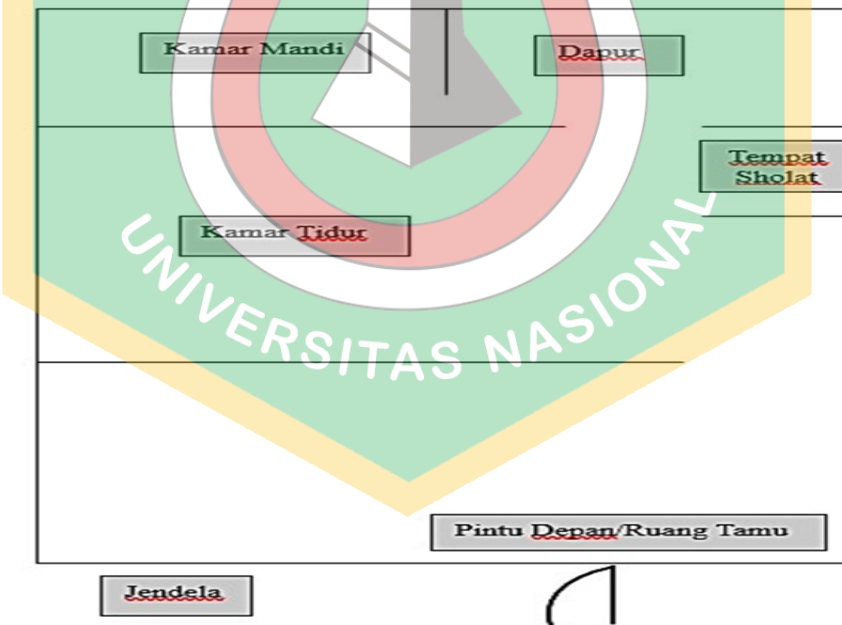 Kamar Mandi
Dapur
Tempat
Sholat
Kamar Tidur
UNIVERSITAS NASIONAL
Pintu Depan/Ruang Tamu
Jendela